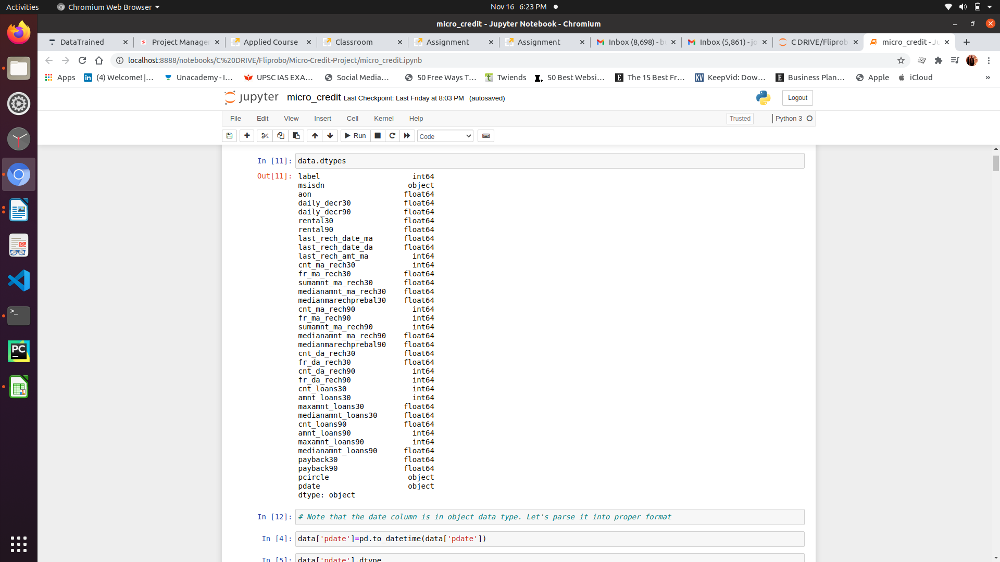 Activities
Chromium Web Browser
Nov 16 6:23 PM
micro_credit - Jupyter Notebook - Chromium
DataTrained
Project Manager
Applied Course
Classroom
Assignment
Assignment
Inbox (8,698) - b
Inbox (5,861) - jo
C DRIVE/Fliprob
micro_credit - Ju
localhost:8888/notebooks/C%20DRIVE/Fliprobo/Micro-Credit-Project/micro_credit.ipynb
Apps
(4) Welcome! |...
Unacademy - I...
UPSC IAS EXA...
Social Media...
50 Free Ways T...
Twiends
50 Best Websi...
The 15 Best Fr...
KeepVid: Dow...
Business Plan...
Apple
iCloud
»
jupyter micro_credit Last Checkpoint: Last Friday at 8:03 PM (autosaved)
Logout
File Edit View Insert Cell Kernel Help
Trusted
Python 3
Run
Code
In [11]: data.dtypes
Out[11]: label int64
msisdn object
aon float64
daily_decr30 float64
daily_decr90 float64
rental30 float64
rental90 float64
last_rech_date_ma float64
last_rech_date_da float64
last_rech_amt_ma int64
cnt_ma_rech30 int64
fr_ma_rech30 float64
sumamnt_ma_rech30 float64
medianamnt_ma_rech30 float64
medianmarechprebal30 float64
cnt_ma_rech90 int64
fr_ma_rech90 int64
sumamnt_ma_rech90 int64
medianamnt_ma_rech90 float64
medianmarechprebal90 float64
cnt_da_rech30 float64
fr_da_rech30 float64
cnt_da_rech90 int64
fr_da_rech90 int64
cnt_loans30 int64
amnt_loans30 int64
maxamnt_loans30 float64
medianamnt_loans30 float64
cnt_loans90 float64
amnt_loans90 int64
maxamnt_loans90 int64
medianamnt_loans90 float64
payback30 float64
payback90 float64
pcircle object
pdate object
dtype: object
In [12]: # Note that the date column is in object data type. Let's parse it into proper format
In [4]: data['pdate']=pd.to_datetime(data['pdate'])
In [5]: data['pdate'].dtype